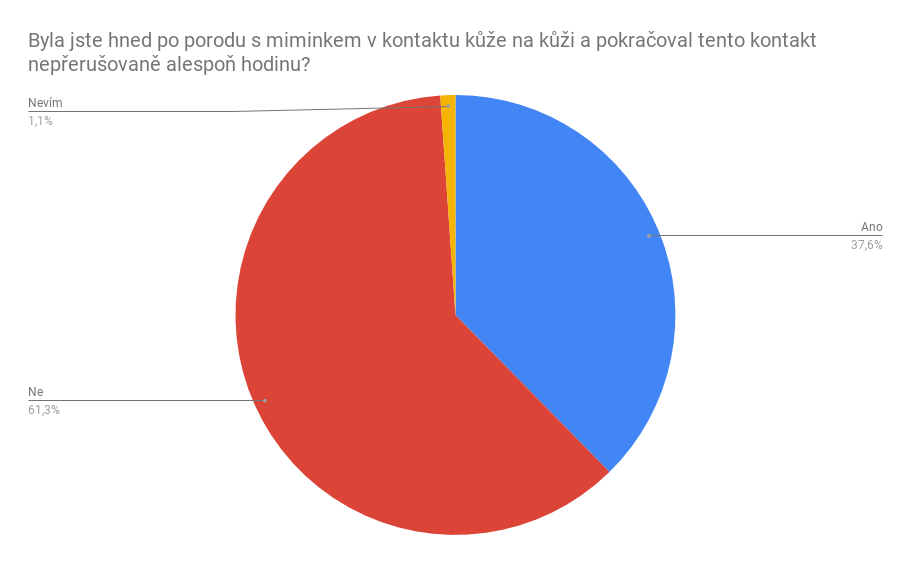 Byla jste hned po porodu s miminkem v kontaktu kůže na kůži a pokračoval tento kontakt
nepřerušovaně alespoň hodinu?
Nevím
1,1%
Ano
37,6%
Ne
61,3%